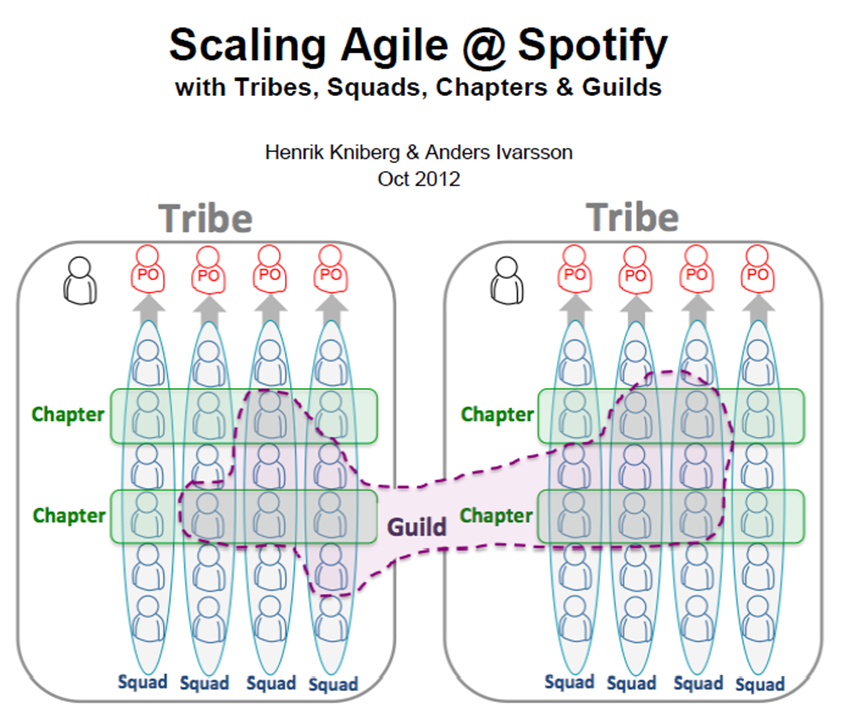 Scaling Agile @ Spotify
with Tribes, Squads, Chapters & Guilds
Henrik Kniberg & Anders Ivarsson
Oct 2012
Tribe
Tribe
PO PO PO PO
PO PO PO PO
Chapter
Chapter
Chapter
Guild
Chapter
Squad Squad Squad Squad
Squad Squad Squad Squad